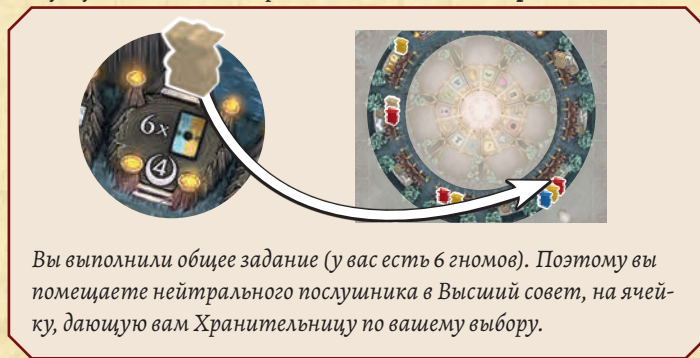 6x
4
Вы выполнили общее задание (у вас есть 6 гномов). Поэтому вы
помещаете нейтрального послушника в Высший совет, на ячей-
ку, дающую вам Хранительницу по вашему выбору.